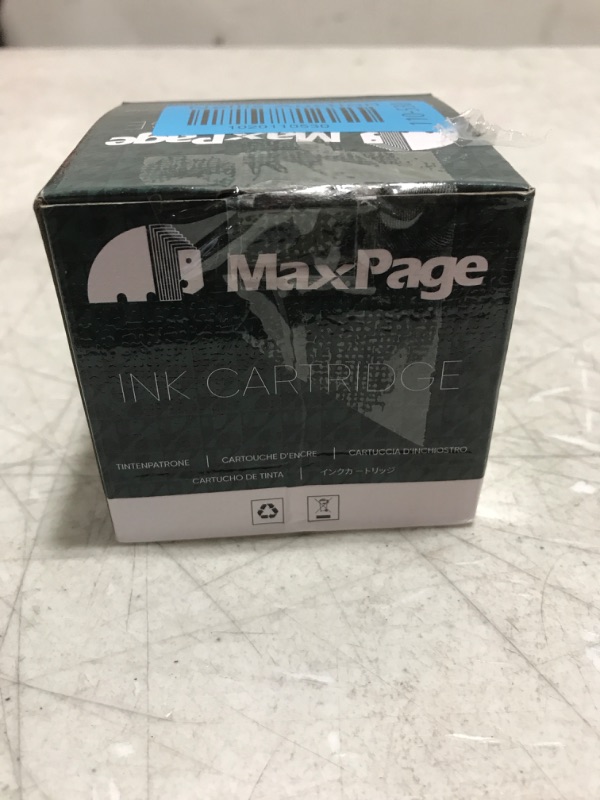 MaxPage
MaxPage
INK CARTRIDGE
TINTENPATRONE | CARTOUCHE D'ENCRE | CARTUCCIA D'INCHIOSTRO
CARTUCHO DE TINTA | インクカートリッジ